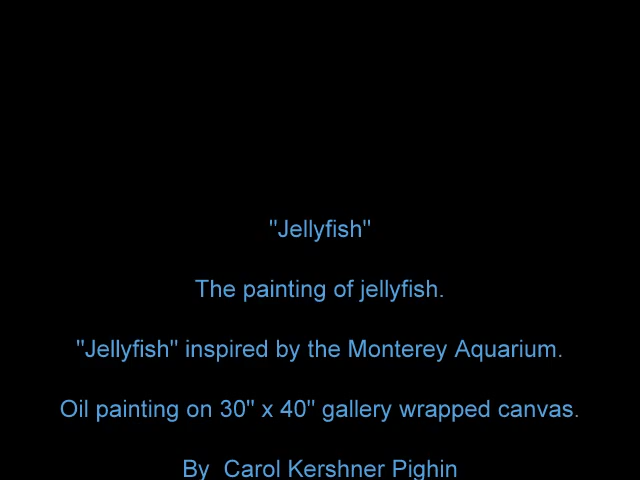 "Jellyfish"
The painting of jellyfish.
"Jellyfish" inspired by the Monterey Aquarium.
Oil painting on 30" x 40" gallery wrapped canvas.
By  Carol Kershner Pighin